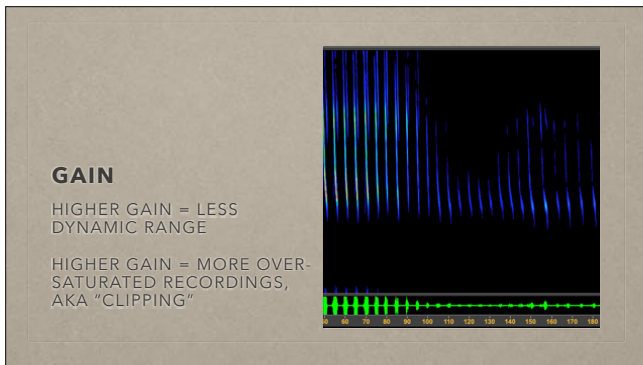 GAIN
HIGHER GAIN = LESS
DYNAMIC RANGE
HIGHER GAIN = MORE OVER-
SATURATED RECORDINGS,
AKA "CLIPPING"
60 70 80 90 100 110 120 130 140 150 160 170 180